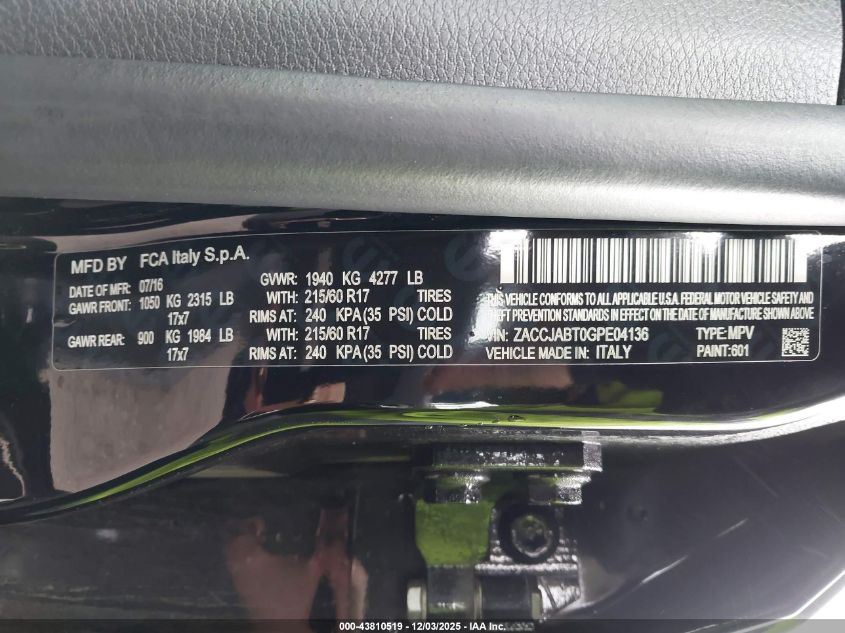 MFD BY FCA Italy S.p.A.
DATE OF MFR: 07/16 GVWR: 1940 KG 4277 LB
GAWR FRONT: 1050 KG 2315 LB WITH: 215/60 R17 TIRES
17x7 RIMS AT: 240 KPA (35 PSI) COLD
GAWR REAR: 900 KG 1984 LB WITH: 215/60 R17 TIRES
17x7 RIMS AT: 240 KPA (35 PSI) COLD
THIS VEHICLE CONFORMS TO ALL APPLICABLE U.S.A. FEDERAL MOTOR VEHICLE SAFETY AND
THEFT PREVENTION STANDARDS IN EFFECT ON THE DATE OF MANUFACTURE SHOWN ABOVE
VIN: ZACCJABT0GPE04136 TYPE: MPV
VEHICLE MADE IN: ITALY PAINT: 601
000-43810519 - 12/03/2025 - IAA Inc.